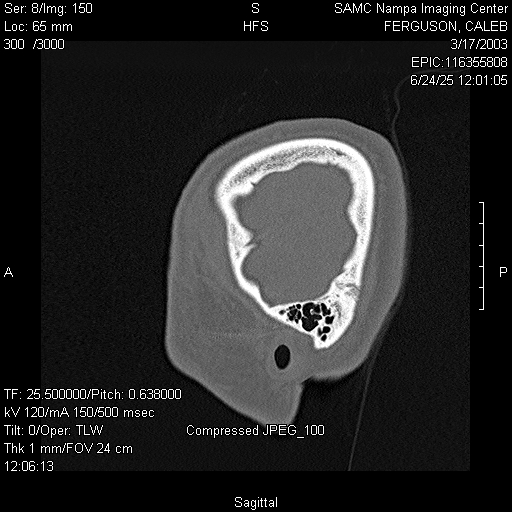 Ser: 8/Img: 150
S
SAMC Nampa Imaging Center
Loc: 65 mm
HFS
FERGUSON, CALEB
300 /3000
3/17/2003
EPIC:116355808
6/24/25 12:01:05
A
P
TF: 25.500000/Pitch: 0.638000
kV 120/mA 150/500 msec
Tilt: 0/Oper: TLW
Compressed JPEG_100
Thk 1 mm/FOV 24 cm
12:06:13
Sagittal